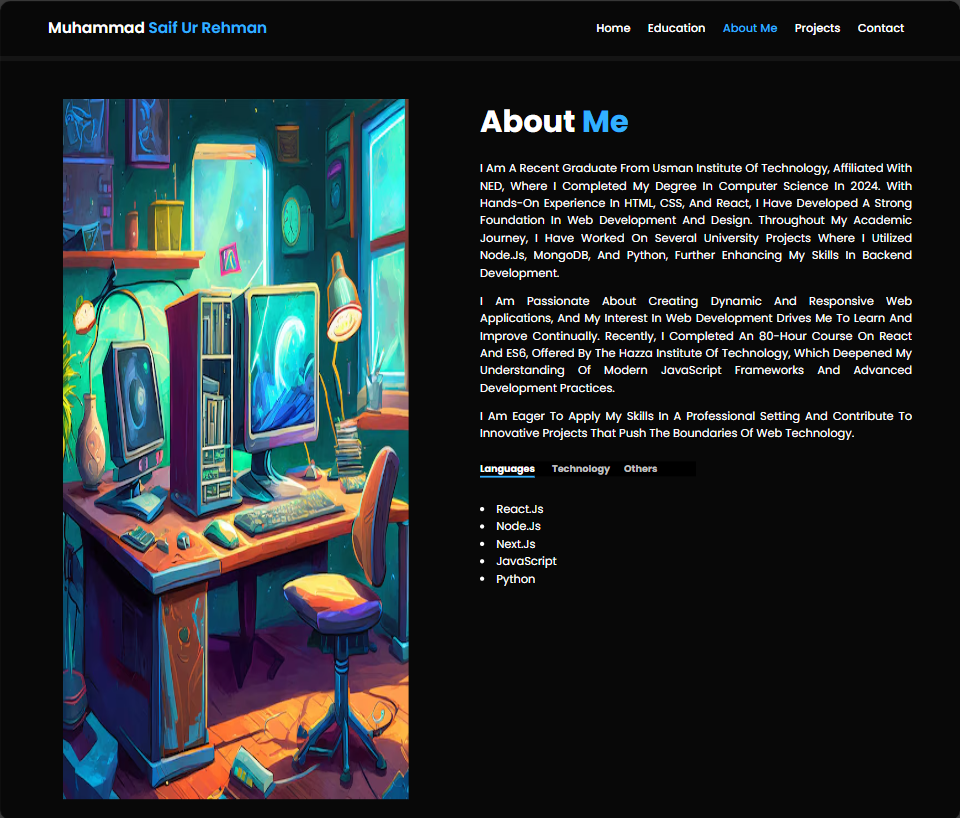 Muhammad Saif Ur Rehman
Home Education About Me Projects Contact
About Me
I Am A Recent Graduate From Usman Institute Of Technology, Affiliated With
NED, Where I Completed My Degree In Computer Science In 2024. With
Hands-On Experience In HTML, CSS, And React, I Have Developed A Strong
Foundation In Web Development And Design. Throughout My Academic
Journey, I Have Worked On Several University Projects Where I Utilized
Node.Js, MongoDB, And Python, Further Enhancing My Skills In Backend
Development.
I Am Passionate About Creating Dynamic And Responsive Web
Applications, And My Interest In Web Development Drives Me To Learn And
Improve Continually. Recently, I Completed An 80-Hour Course On React
And ES6, Offered By The Hazza Institute Of Technology, Which Deepened My
Understanding Of Modern JavaScript Frameworks And Advanced
Development Practices.
I Am Eager To Apply My Skills In A Professional Setting And Contribute To
Innovative Projects That Push The Boundaries Of Web Technology.
Languages Technology Others
• React.Js
• Node.Js
• Next.Js
• JavaScript
• Python